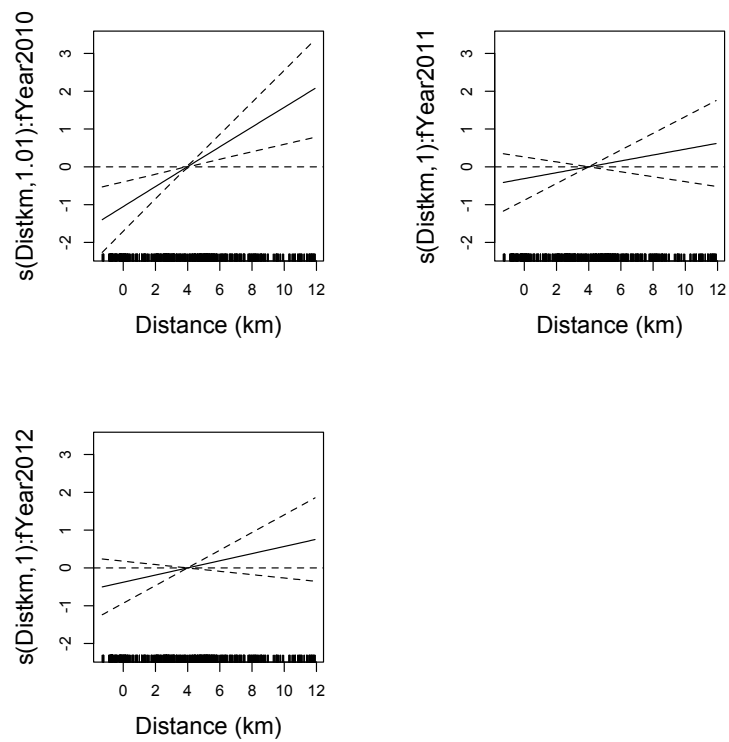 s(Distkm,1.01):fYear2010
3
2
1
0
-1
-2
0 2 4 6 8 10 12
Distance (km)
s(Distkm,1):fYear2011
3
2
1
0
-1
-2
0 2 4 6 8 10 12
Distance (km)
s(Distkm,1):fYear2012
3
2
1
0
-1
-2
0 2 4 6 8 10 12
Distance (km)